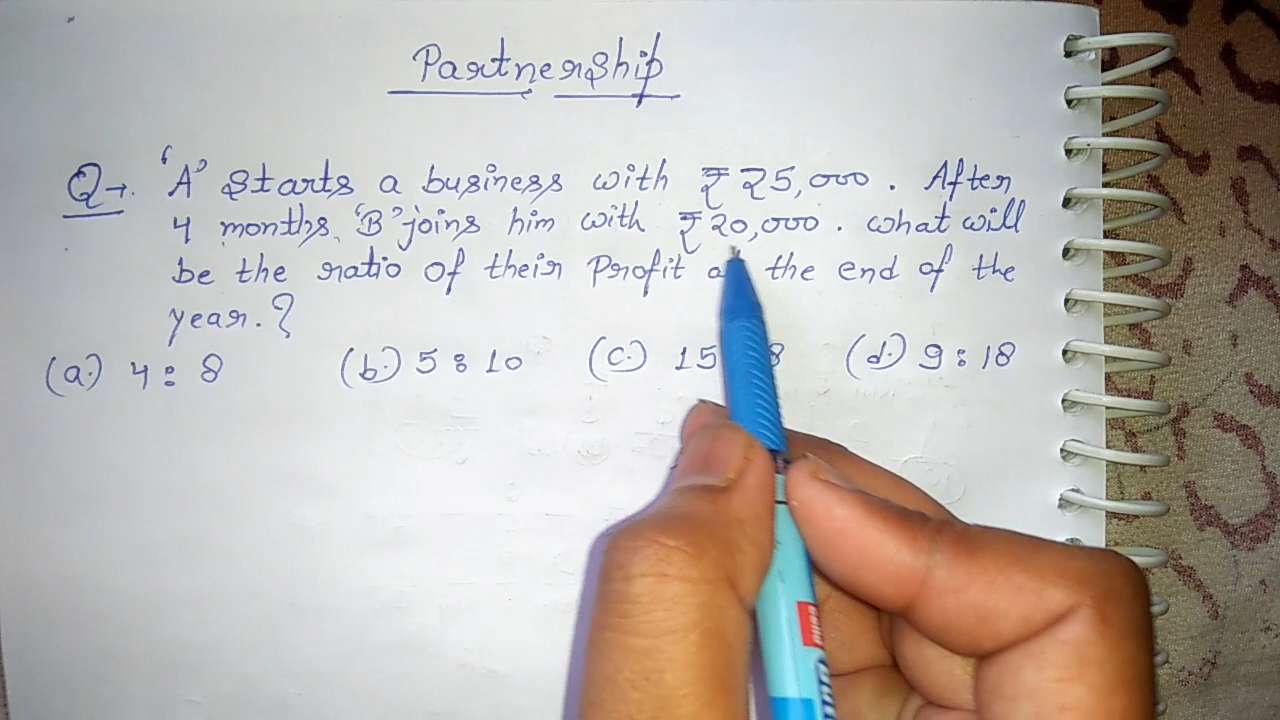 Partnership
Q→. 'A' starts a business with ₹25,000. After
4 months 'B' joins him with ₹20,000. what will
be the ratio of their Profit the end of the
year.?
(a.) 4:8 (b.) 5:10 (c.) 15 8 (d.) 9:18